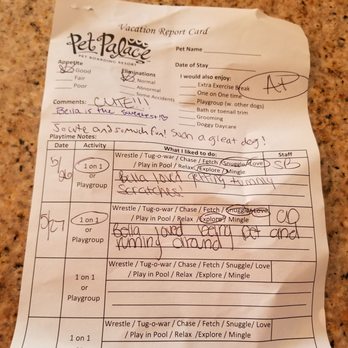 Vacation Report Card
Pet Palace
PET BOARDING RESORT
Pet Name
Date of Stay
Appetite
Good
Fair
Poor
Eliminations
Normal
Abnormal
Some Accidents
I would also enjoy:
Extra Exercise Break
One on One time
Playgroup (w. other dogs)
Bath or toenail trim
Grooming
Doggy Daycare
A+
Comments: CUTE!!!
Bella is the sweetest
So cute and so much fun! Such a great dog!
Playtime Notes:
Date Activity What I liked to do: Staff
5/26 1 on 1 or Playgroup
Wrestle / Tug-o-war / Chase / Fetch / Snuggle/Love
/ Play in Pool / Relax /Explore / Mingle
Bella loved getting tummy
Scratches!
5/27 1 on 1 or Playgroup
Wrestle / Tug-o-war / Chase / Fetch / Snuggle/Love
/ Play in Pool / Relax /Explore / Mingle
Bella loved being pet and
running around
1 on 1 or Playgroup
Wrestle / Tug-o-war / Chase / Fetch / Snuggle/ Love
/ Play in Pool / Relax /Explore / Mingle
1 on 1
Wrestle / Tug-o-war / Chase / Fetch / Snuggle/ Love
/ Play in Pool / Relax /Explore / Mingle